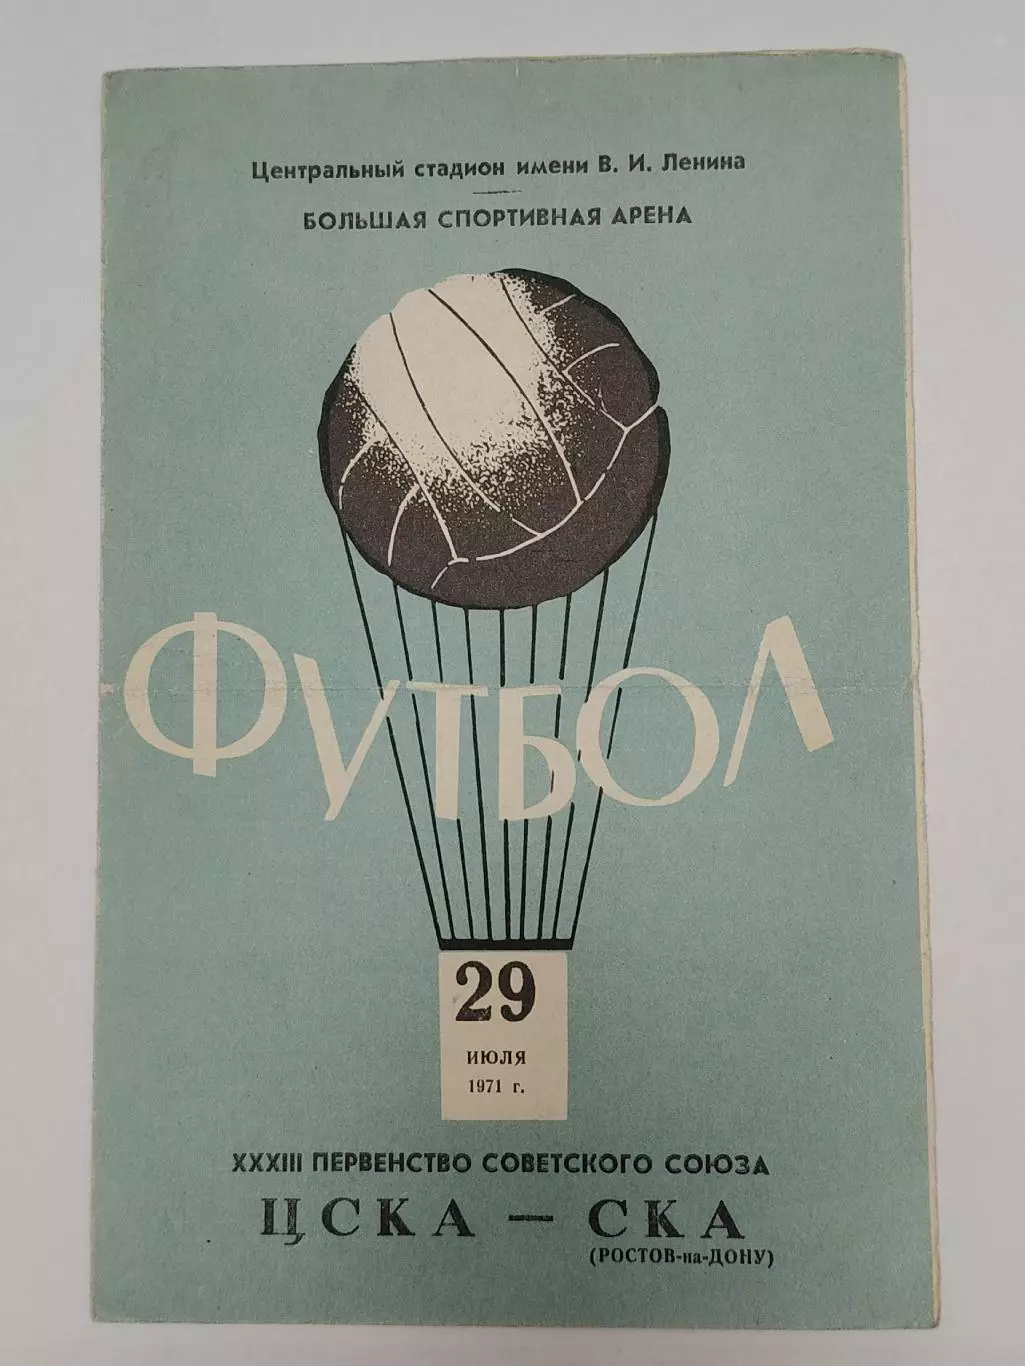 Центральный стадион имени В. И. Ленина
БОЛЬШАЯ СПОРТИВНАЯ АРЕНА
ФУТБОЛ
29
ИЮЛЯ
1971 г.
XXXIII ПЕРВЕНСТВО СОВЕТСКОГО СОЮЗА
ЦСКА — СКА
(РОСТОВ-на-ДОНУ)